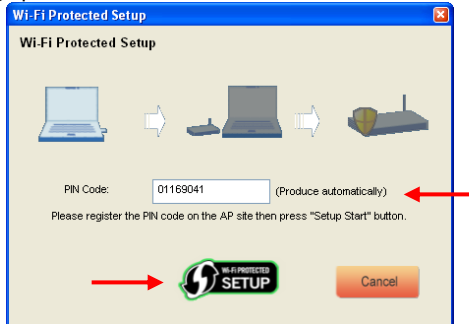 Wi-Fi Protected Setup
Wi-Fi Protected Setup
PIN Code: 01169041 (Produce automatically)
Please register the PIN code on the AP site then press "Setup Start" button.
WI-FI PROTECTED
SETUP
Cancel